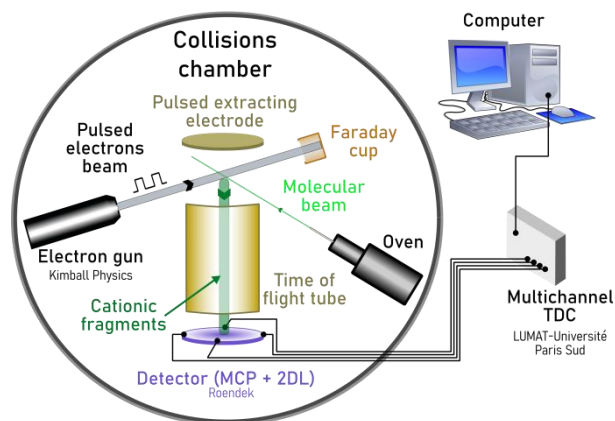 Collisions
chamber
Computer
Pulsed extracting
electrode
Pulsed
electrons
beam
Faraday
cup
Molecular
beam
Oven
Electron gun
Kimball Physics
Time of
flight tube
Cationic
fragments
Multichannel
TDC
LUMAT-Université
Paris Sud
Detector (MCP + 2DL)
Roendek